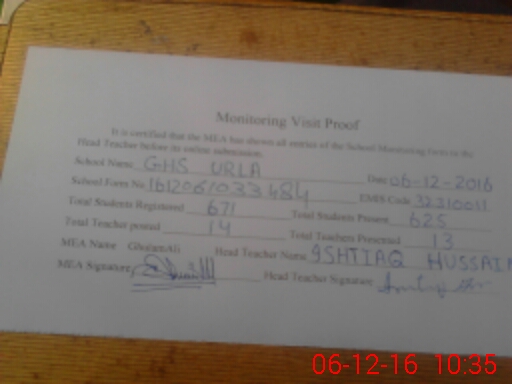 Monitoring Visit Proof
It is certified that the MEA has shown all entries of the School Monitoring form to the
Head Teacher before its online submission.
School Name GHS URLA Date 06-12-2016
School Form No 161206103348 EMIS Code 32310011
Total Students Registered 671 Total Students Present 625
Total Teacher posted 14 Total Teachers Presented 13
MEA Name GhulamAli Head Teacher Name ISHTIAQ HUSSAIN
MEA Signature Head Teacher Signature
06-12-16 10:35